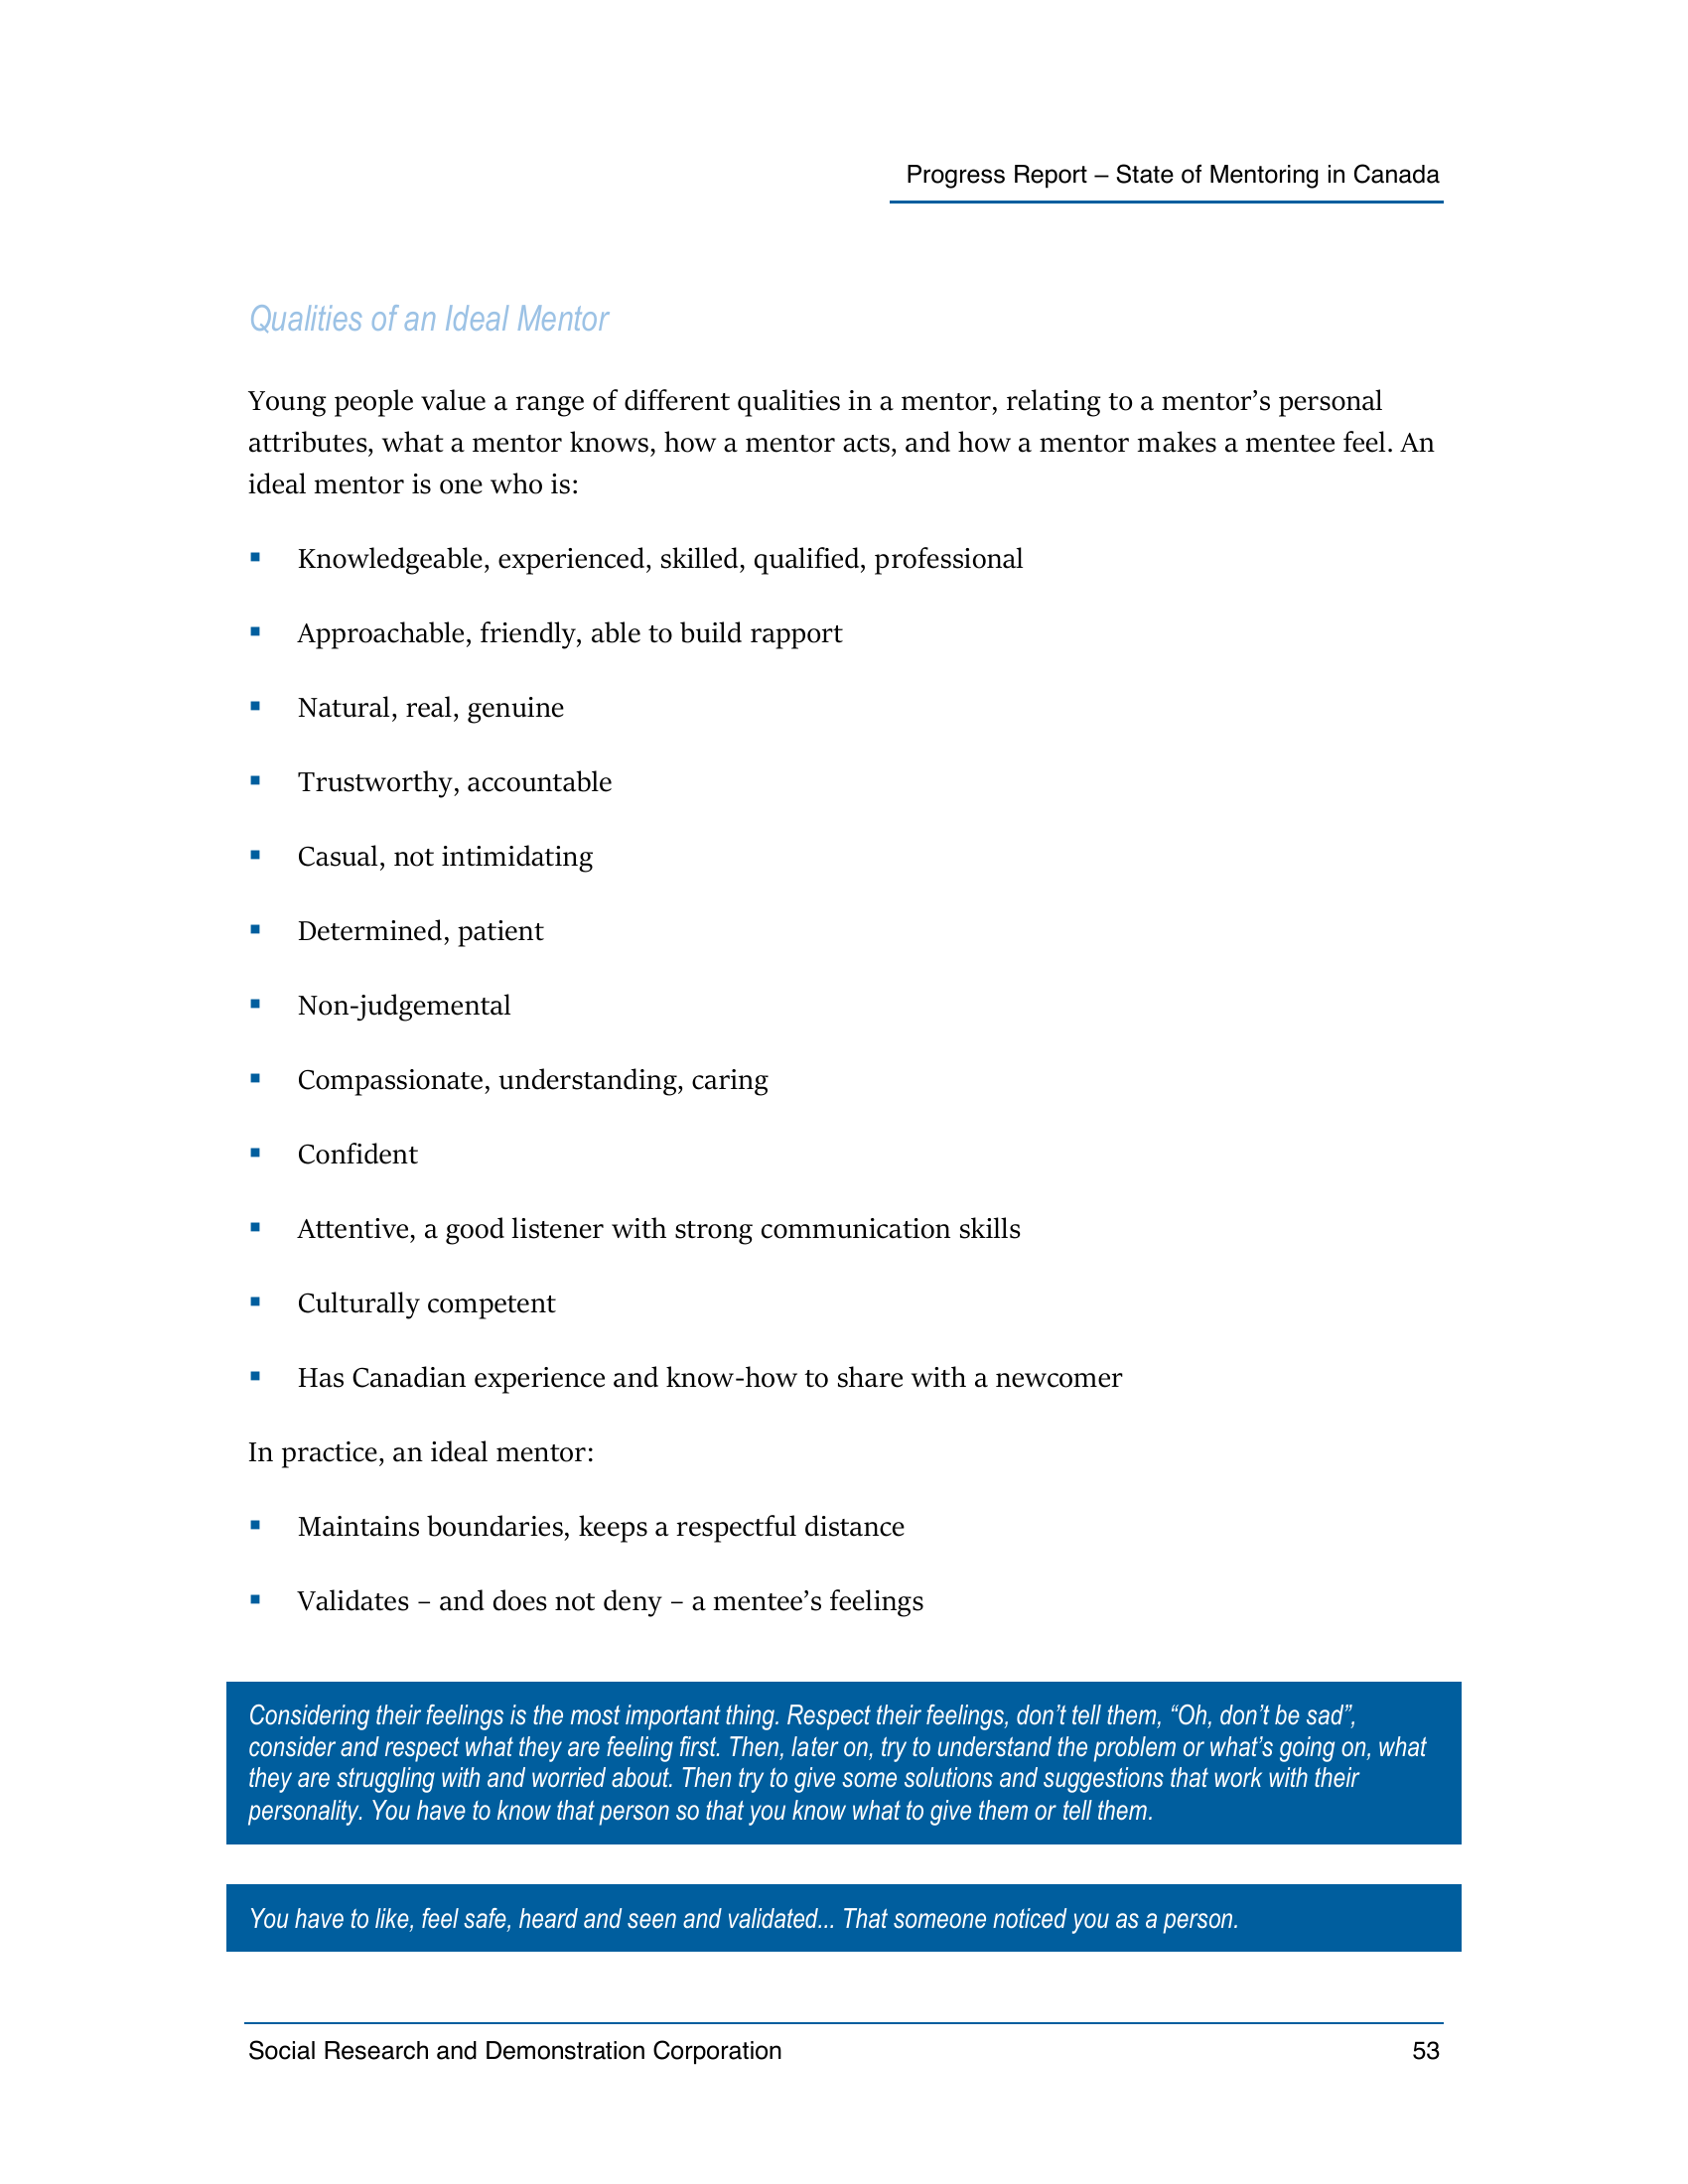 Progress Report – State of Mentoring in Canada
Qualities of an Ideal Mentor
Young people value a range of different qualities in a mentor, relating to a mentor’s personal
attributes, what a mentor knows, how a mentor acts, and how a mentor makes a mentee feel. An
ideal mentor is one who is:
▪ Knowledgeable, experienced, skilled, qualified, professional
▪ Approachable, friendly, able to build rapport
▪ Natural, real, genuine
▪ Trustworthy, accountable
▪ Casual, not intimidating
▪ Determined, patient
▪ Non-judgemental
▪ Compassionate, understanding, caring
▪ Confident
▪ Attentive, a good listener with strong communication skills
▪ Culturally competent
▪ Has Canadian experience and know-how to share with a newcomer
In practice, an ideal mentor:
▪ Maintains boundaries, keeps a respectful distance
▪ Validates – and does not deny – a mentee’s feelings
Considering their feelings is the most important thing. Respect their feelings, don’t tell them, “Oh, don’t be sad”,
consider and respect what they are feeling first. Then, later on, try to understand the problem or what’s going on, what
they are struggling with and worried about. Then try to give some solutions and suggestions that work with their
personality. You have to know that person so that you know what to give them or tell them.
You have to like, feel safe, heard and seen and validated... That someone noticed you as a person.
Social Research and Demonstration Corporation 53